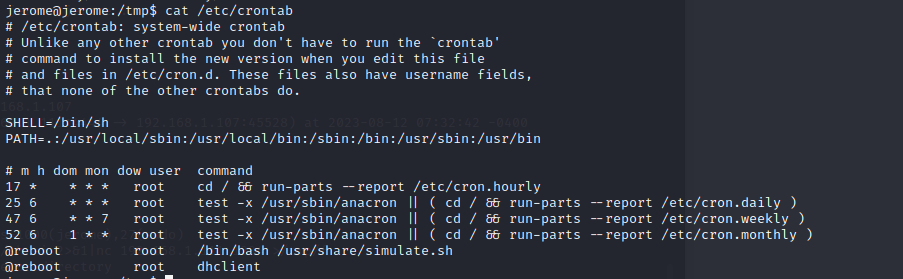 jerome@jerome:/tmp$ cat /etc/crontab
# /etc/crontab: system-wide crontab
# Unlike any other crontab you don't have to run the `crontab'
# command to install the new version when you edit this file
# and files in /etc/cron.d. These files also have username fields,
# that none of the other crontabs do.
SHELL=/bin/sh
PATH=.:/usr/local/sbin:/usr/local/bin:/sbin:/bin:/usr/sbin:/usr/bin
# m h dom mon dow user  command
17 *    * * *   root    cd / && run-parts --report /etc/cron.hourly
25 6    * * *   root    test -x /usr/sbin/anacron || ( cd / && run-parts --report /etc/cron.daily )
47 6    * * 7   root    test -x /usr/sbin/anacron || ( cd / && run-parts --report /etc/cron.weekly )
52 6    1 * *   root    test -x /usr/sbin/anacron || ( cd / && run-parts --report /etc/cron.monthly )
@reboot         root    /bin/bash /usr/share/simulate.sh
@reboot         root    dhclient